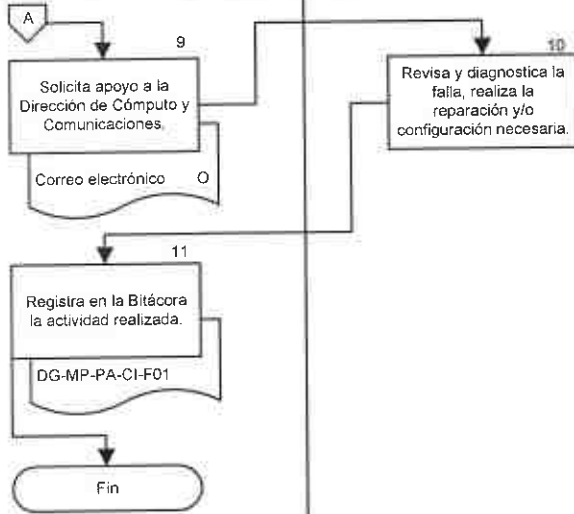 A
9
Solicita apoyo a la
Dirección de Cómputo y
Comunicaciones.
Correo electrónico O
10
Revisa y diagnostica la
falla, realiza la
reparación y/o
configuración necesaria.
11
Registra en la Bitácora
la actividad realizada.
DG-MP-PA-CI-F01
Fin